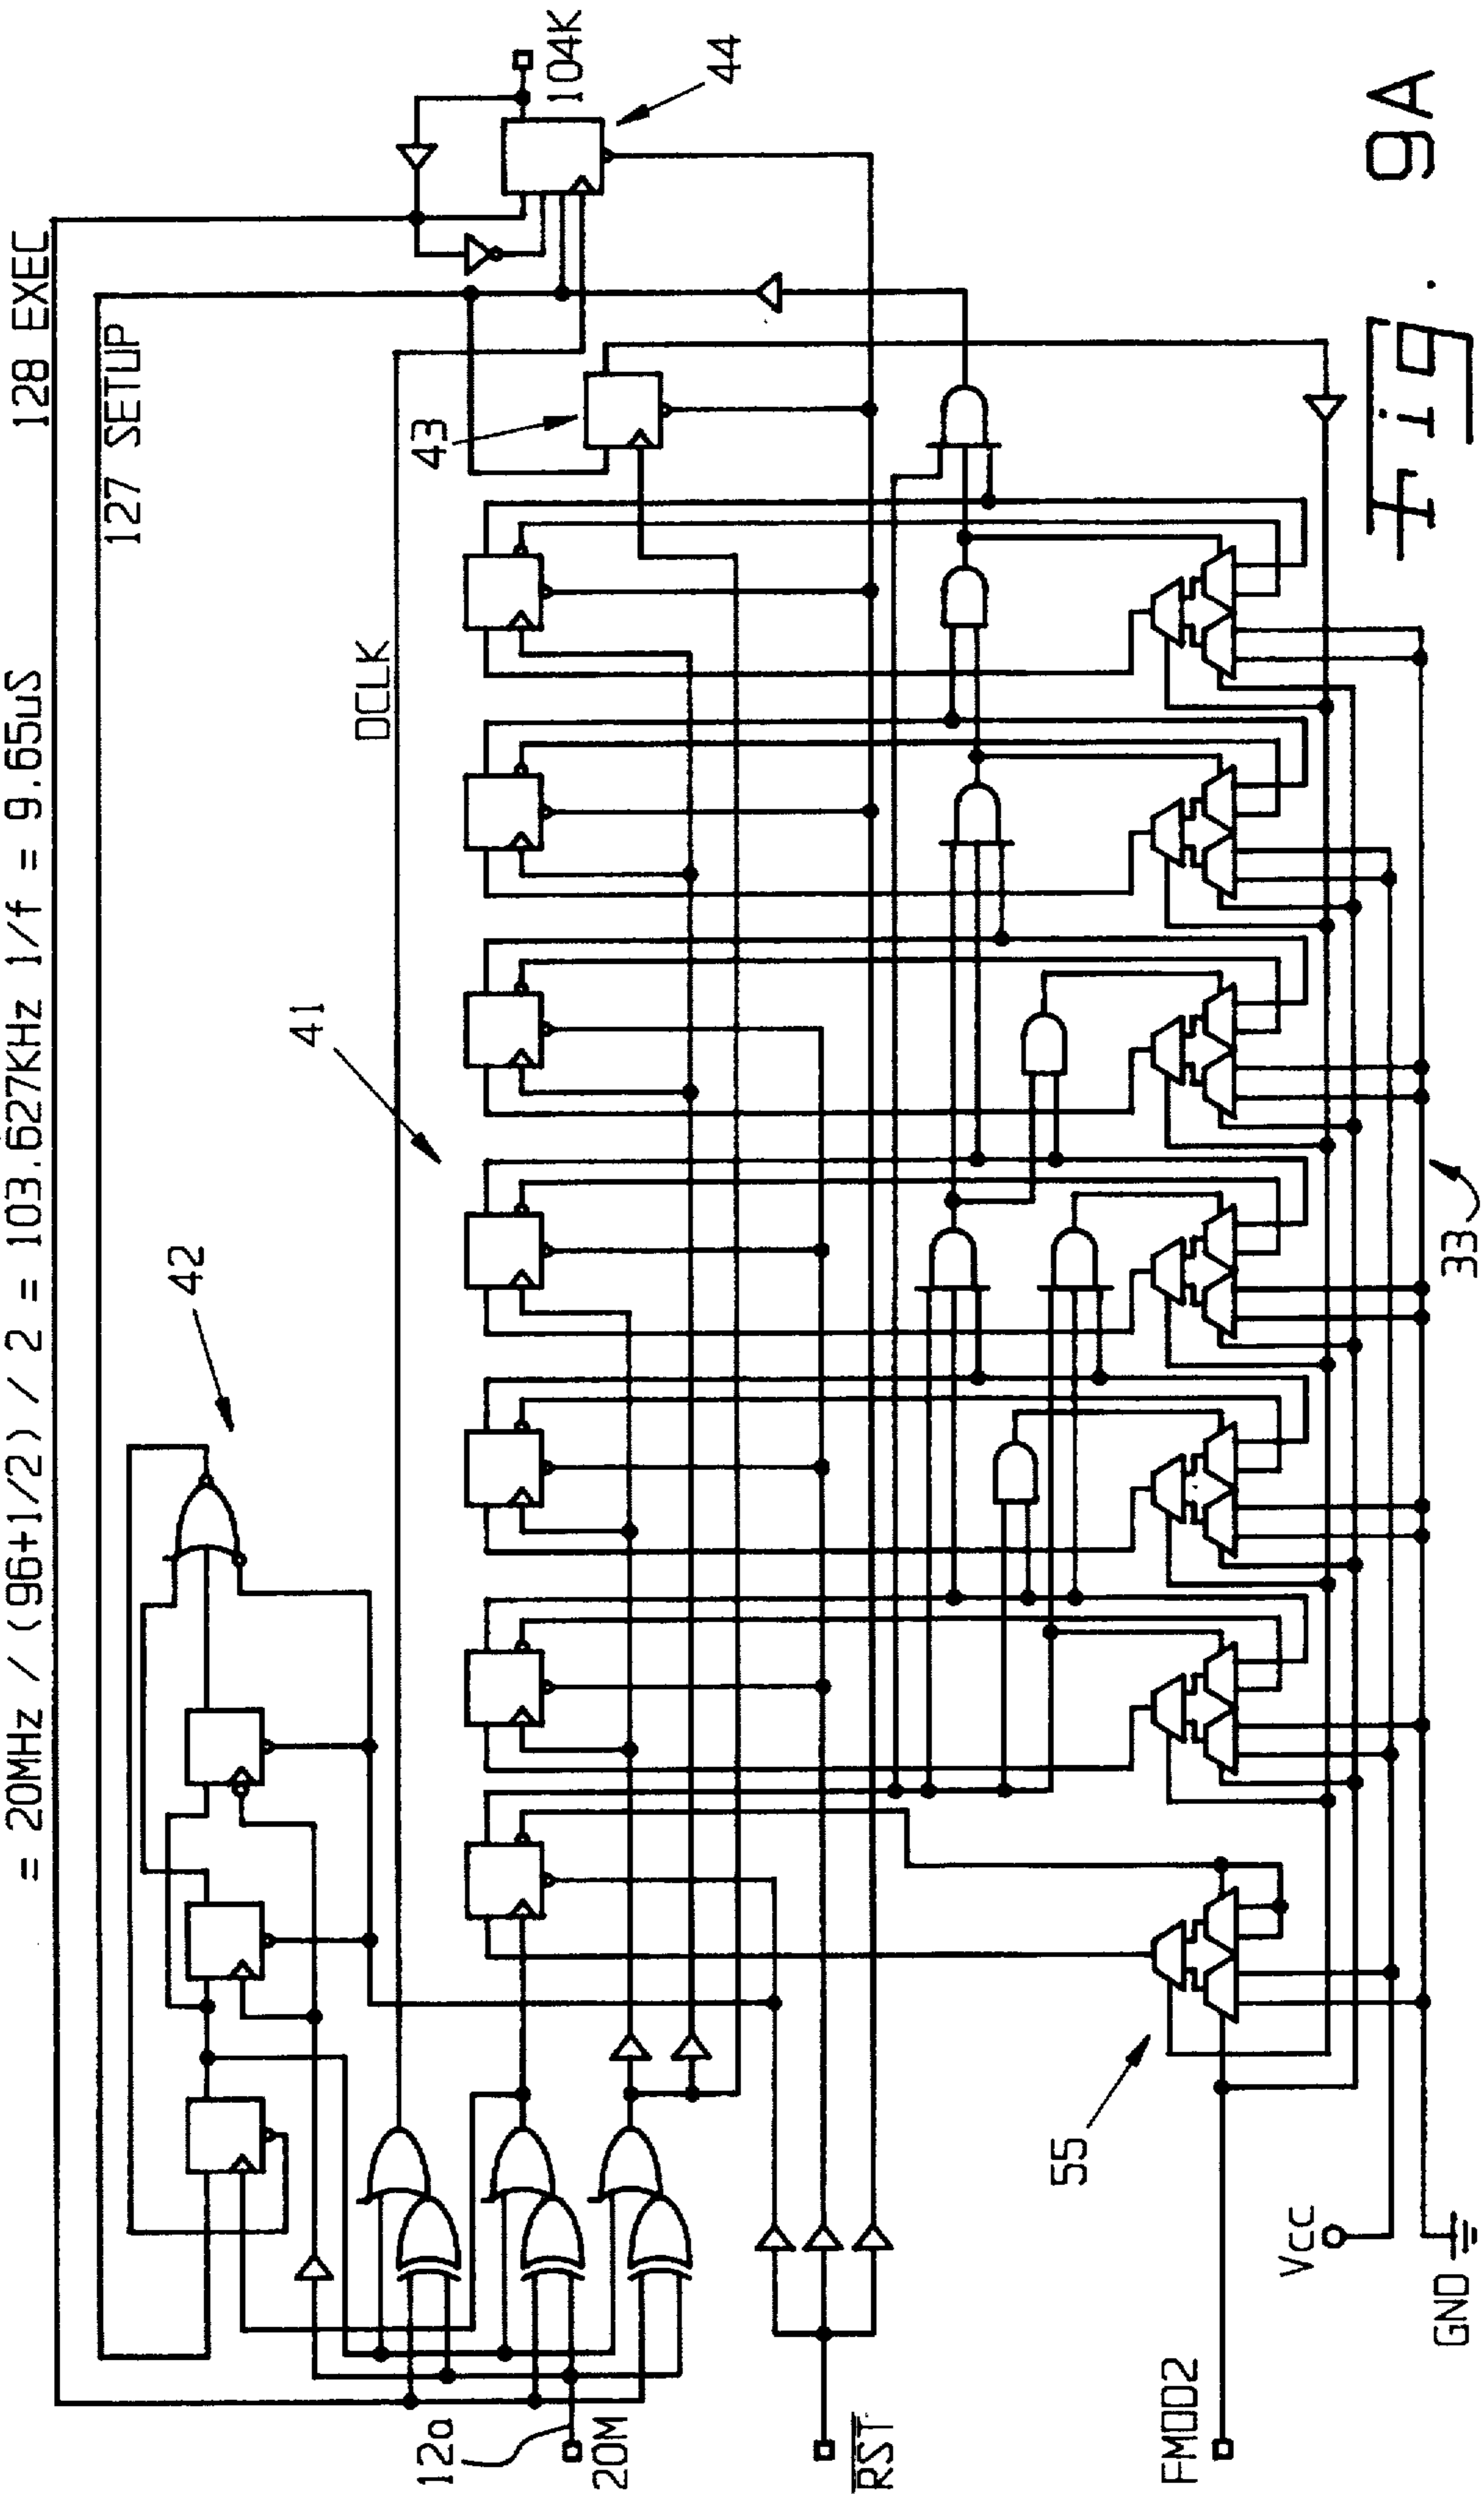 = 20MHz / (96+1/2) / 2 = 103.627KHz 1/f = 9.65µS
128 EXEC
127 SETUP
42
41
DCLK
43
44
104K
12a
20M
RST
55
FMOD2
Vcc
GND
33
Fig. 9A